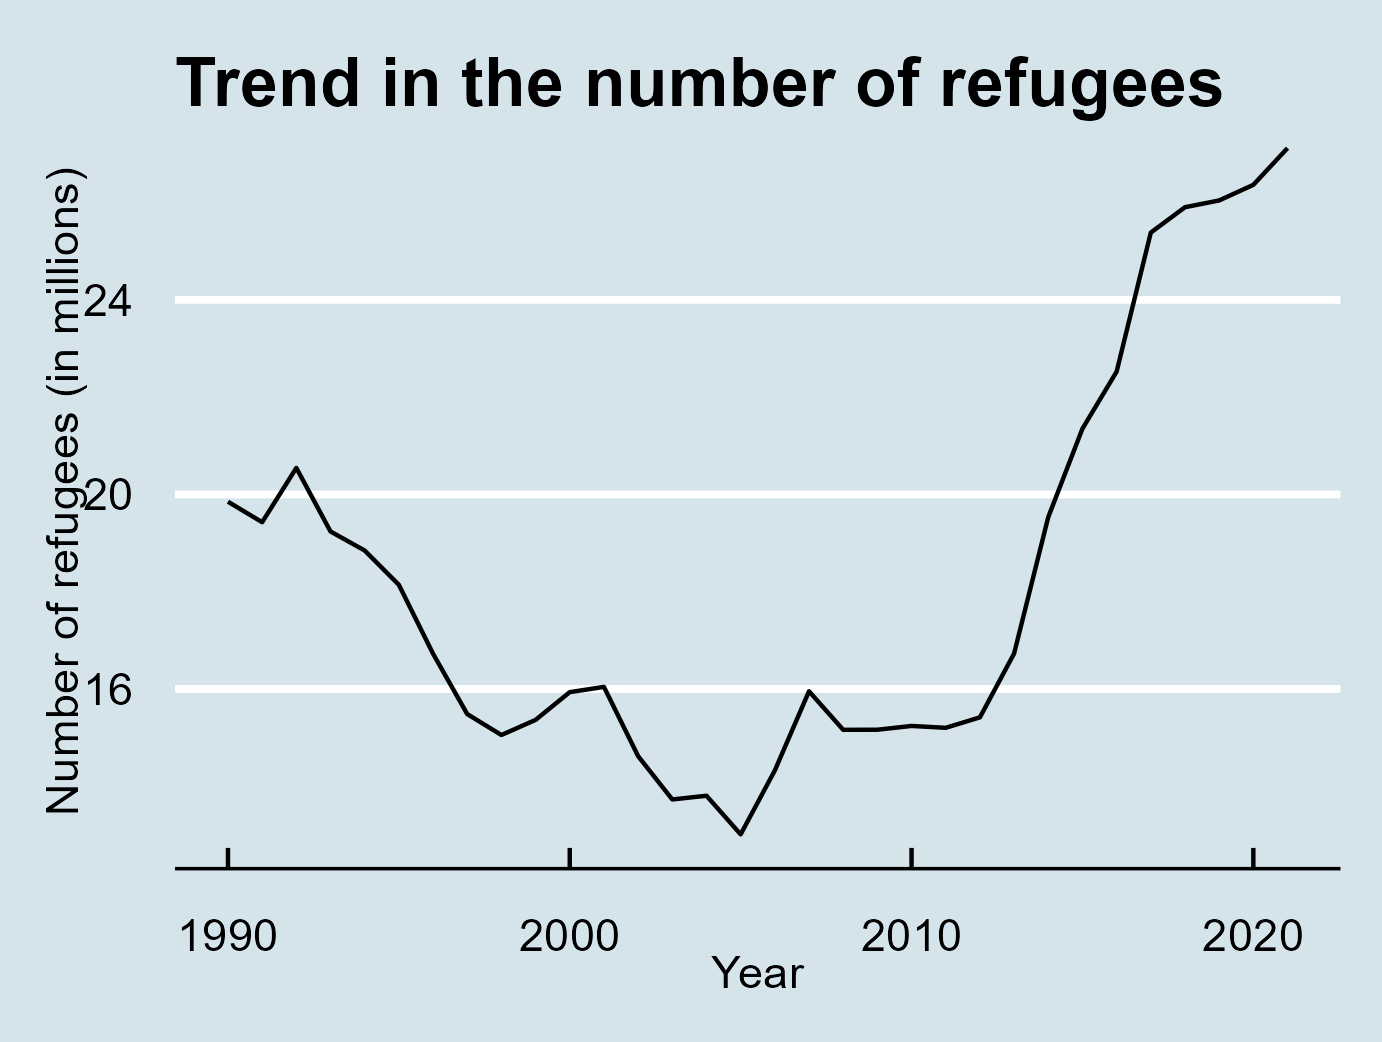 Trend in the number of refugees
Number of refugees (in millions)
24
20
16
1990
2000
2010
2020
Year